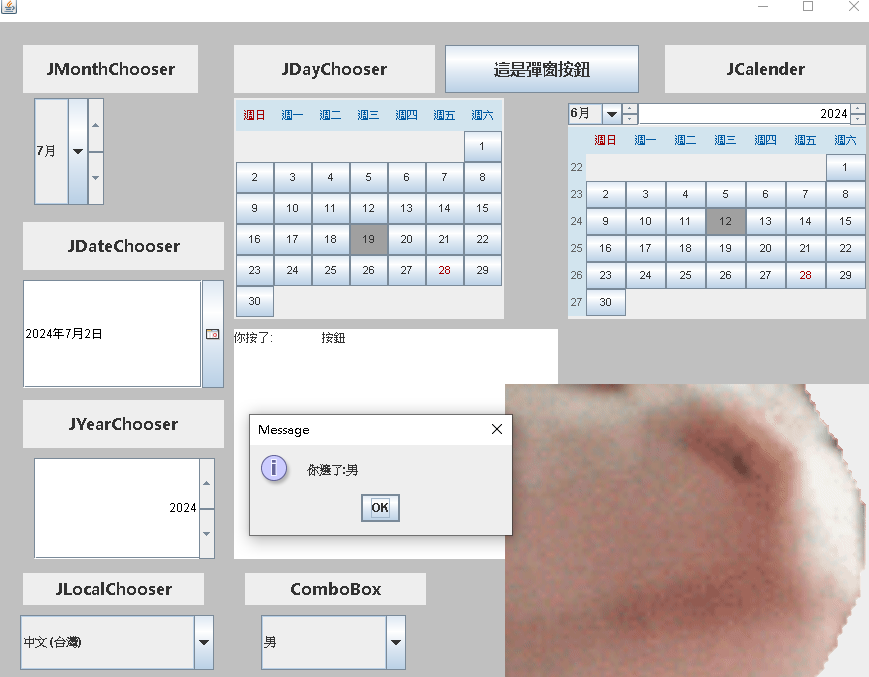 JMonthChooser
JDayChooser
這是彈窗按鈕
JCalender
7月
週日 週一 週二 週三 週四 週五 週六
1
2 3 4 5 6 7 8
9 10 11 12 13 14 15
16 17 18 19 20 21 22
23 24 25 26 27 28 29
30
6月 2024
週日 週一 週二 週三 週四 週五 週六
22 1
23 2 3 4 5 6 7 8
24 9 10 11 12 13 14 15
25 16 17 18 19 20 21 22
26 23 24 25 26 27 28 29
27 30
JDateChooser
2024年7月2日
你按了: 按鈕
JYearChooser
2024
Message
你選了:男
OK
JLocalChooser
ComboBox
中文 (台灣)
男